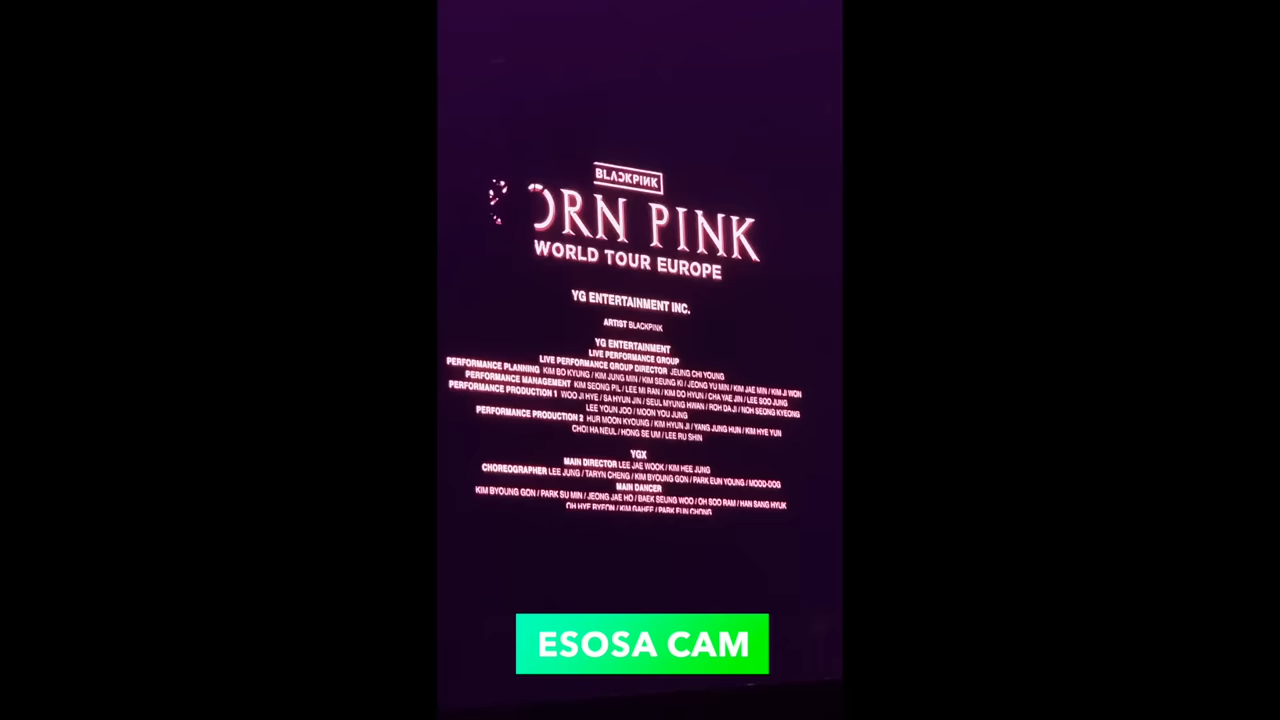 BLACKPINK
ORN PINK
WORLD TOUR EUROPE
YG ENTERTAINMENT INC.
ARTIST BLACKPINK
YG ENTERTAINMENT
LIVE PERFORMANCE GROUP
LIVE PERFORMANCE GROUP DIRECTOR JEUNG CHI YOUNG
PERFORMANCE PLANNING KIM BO KYUNG / KIM JUNG MIN / KIM SEUNG KI / JEONG YU MIN / KIM JAE MIN / KIM JI WON
PERFORMANCE MANAGEMENT KIM SEONG PIL / LEE MI RAN / KIM DO HYUN / CHA YAE JIN / LEE SOO JUNG
PERFORMANCE PRODUCTION 1 WOO JI HYE / SA HYUN JIN / SEUL MYUNG HWAN / ROH DA JI / NOH SEONG KYEONG
LEE YOUN JOO / MOON YOU JUNG
PERFORMANCE PRODUCTION 2 HUR MOON KYOUNG / KIM HYUN JI / YANG JUNG HUN / KIM HYE YUN
CHOI HA NEUL / HONG SE UM / LEE RU SHIN
YGX
MAIN DIRECTOR LEE JAE WOOK / KIM HEE JUNG
CHOREOGRAPHER LEE JUNG / TARYN CHENG / KIM BYOUNG GON / PARK EUN YOUNG / MOOD-DOG
MAIN DANCER
KIM BYOUNG GON / PARK SU MIN / JEONG JAE HO / BAEK SEUNG WOO / OH SOO RAM / HAN SANG HYUK
OH HYE RYEON / KIM GAHEE / PARK EUN CHONG
ESOSA CAM